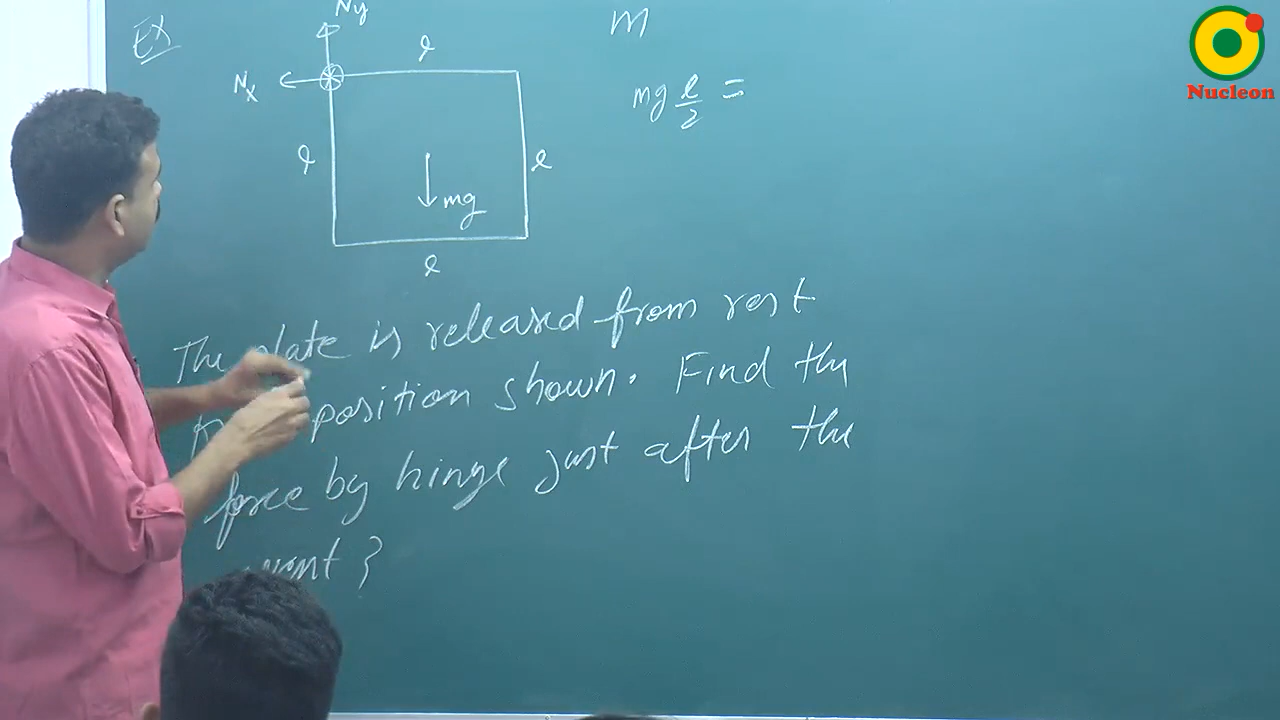 Ex
Ny
Nx
l
l
l
l
mg
m
mg l/2 =
The plate is released from rest
position shown. Find the
force by hinge just after the
?
Nucleon